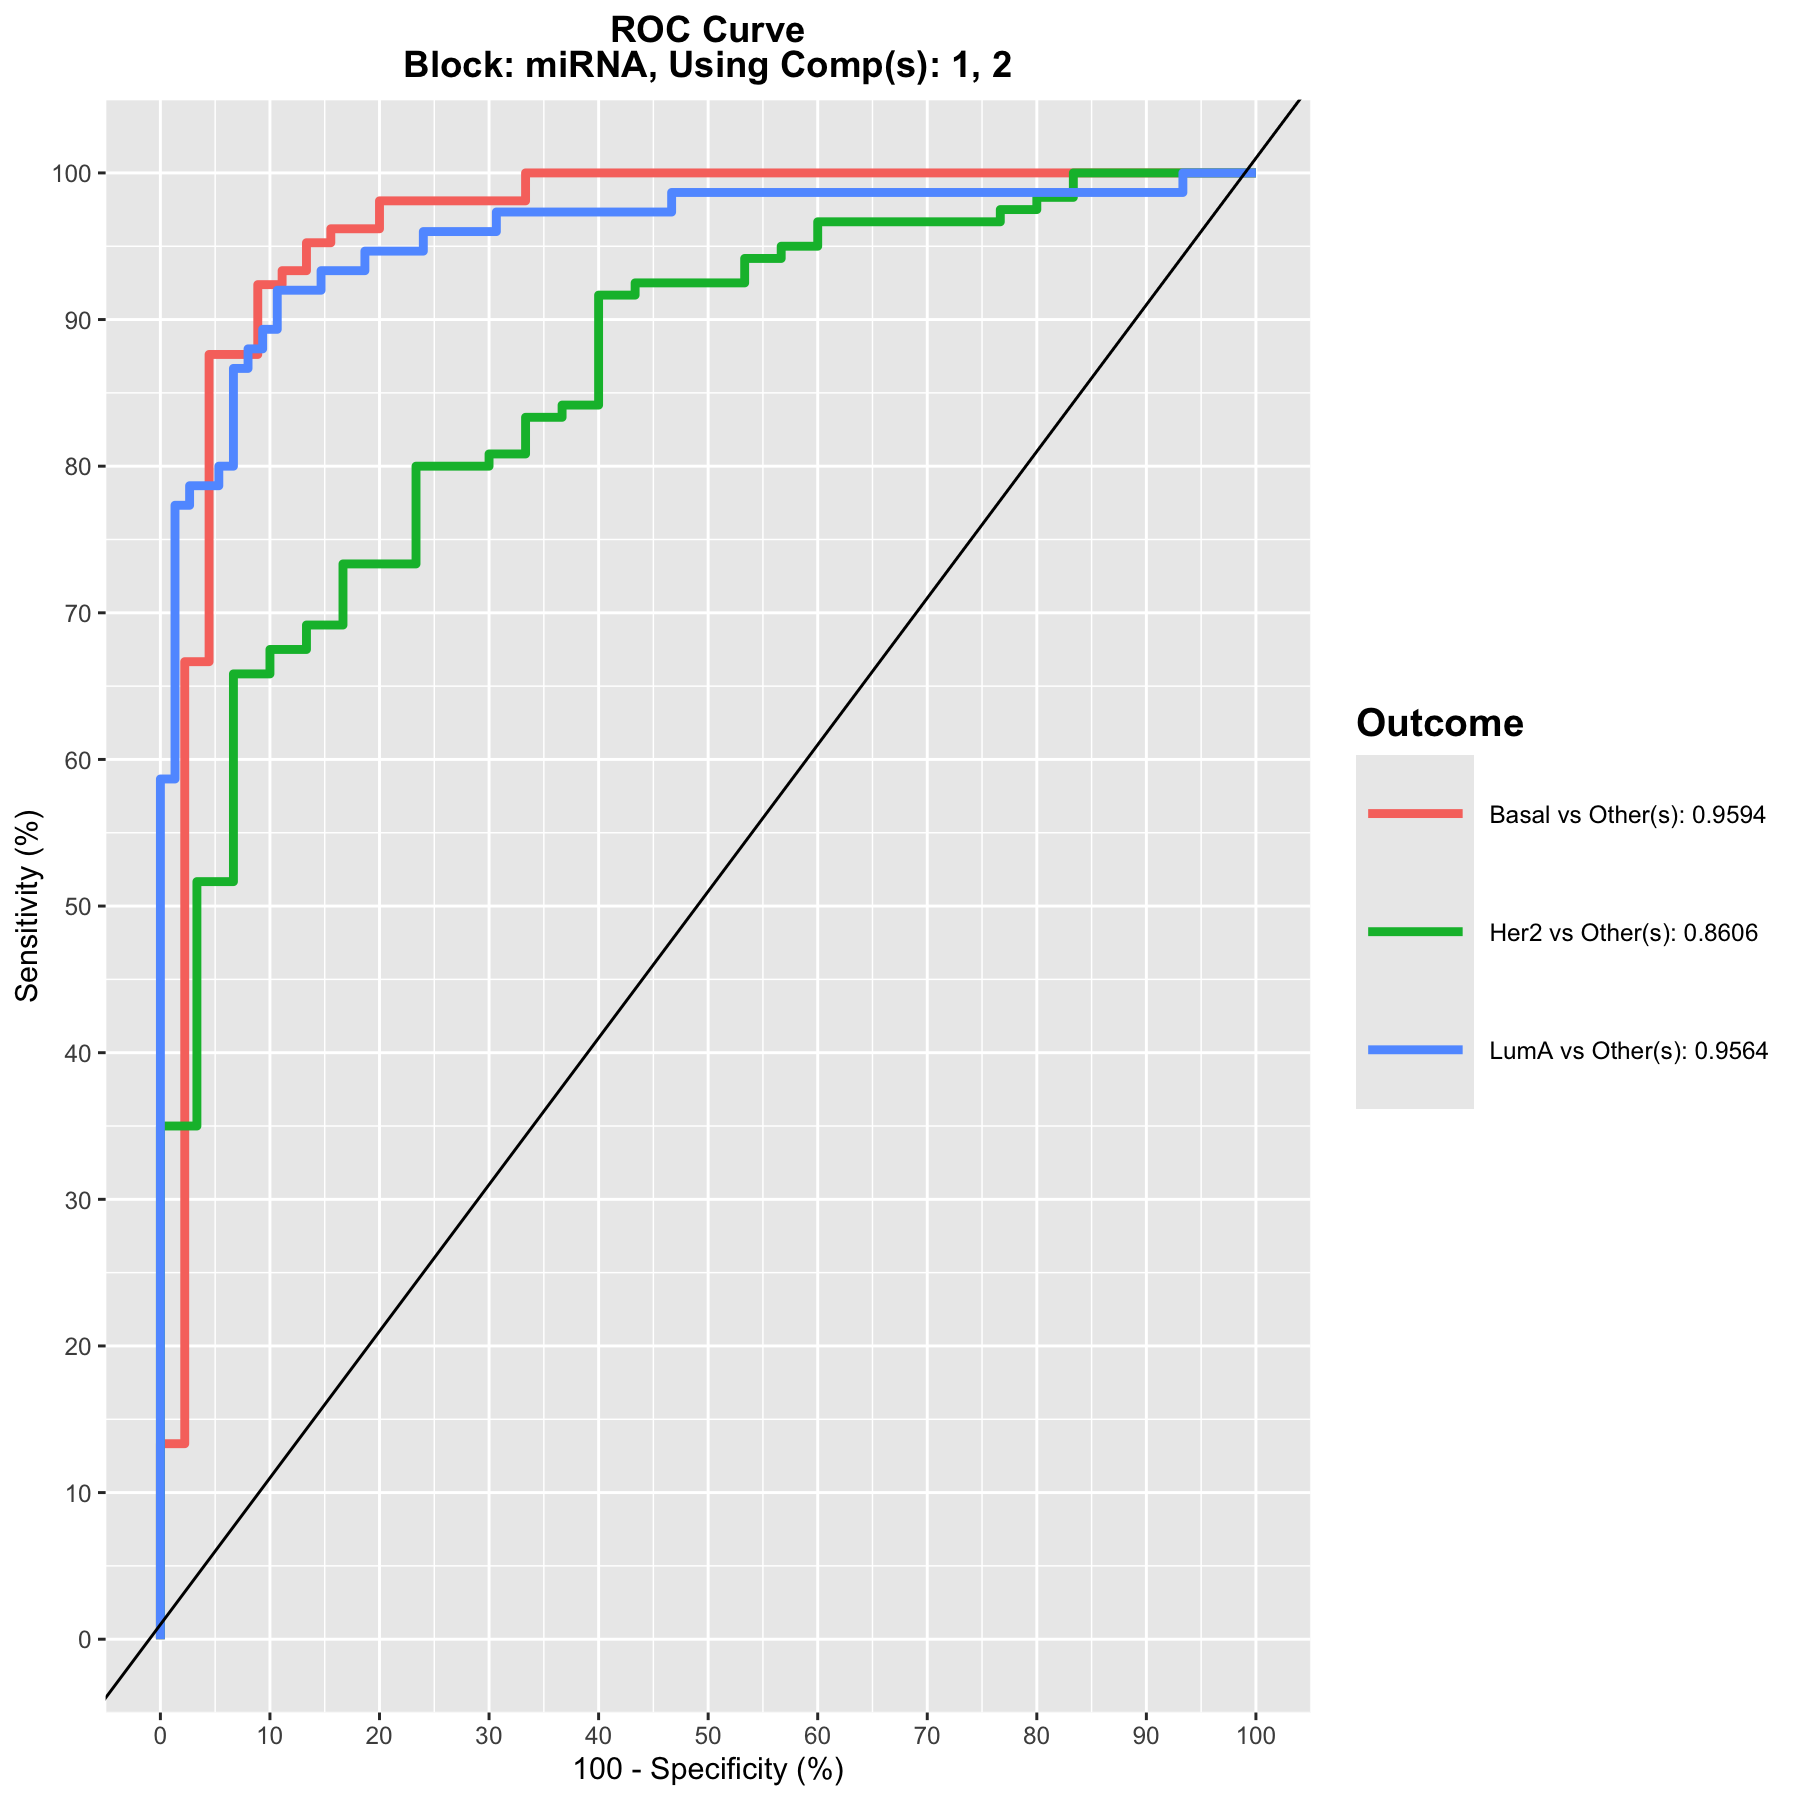 ROC Curve
Block: miRNA, Using Comp(s): 1, 2
Sensitivity (%)
100
90
80
70
60
50
40
30
20
10
0
0 10 20 30 40 50 60 70 80 90 100
100 - Specificity (%)
Outcome
Basal vs Other(s): 0.9594
Her2 vs Other(s): 0.8606
LumA vs Other(s): 0.9564